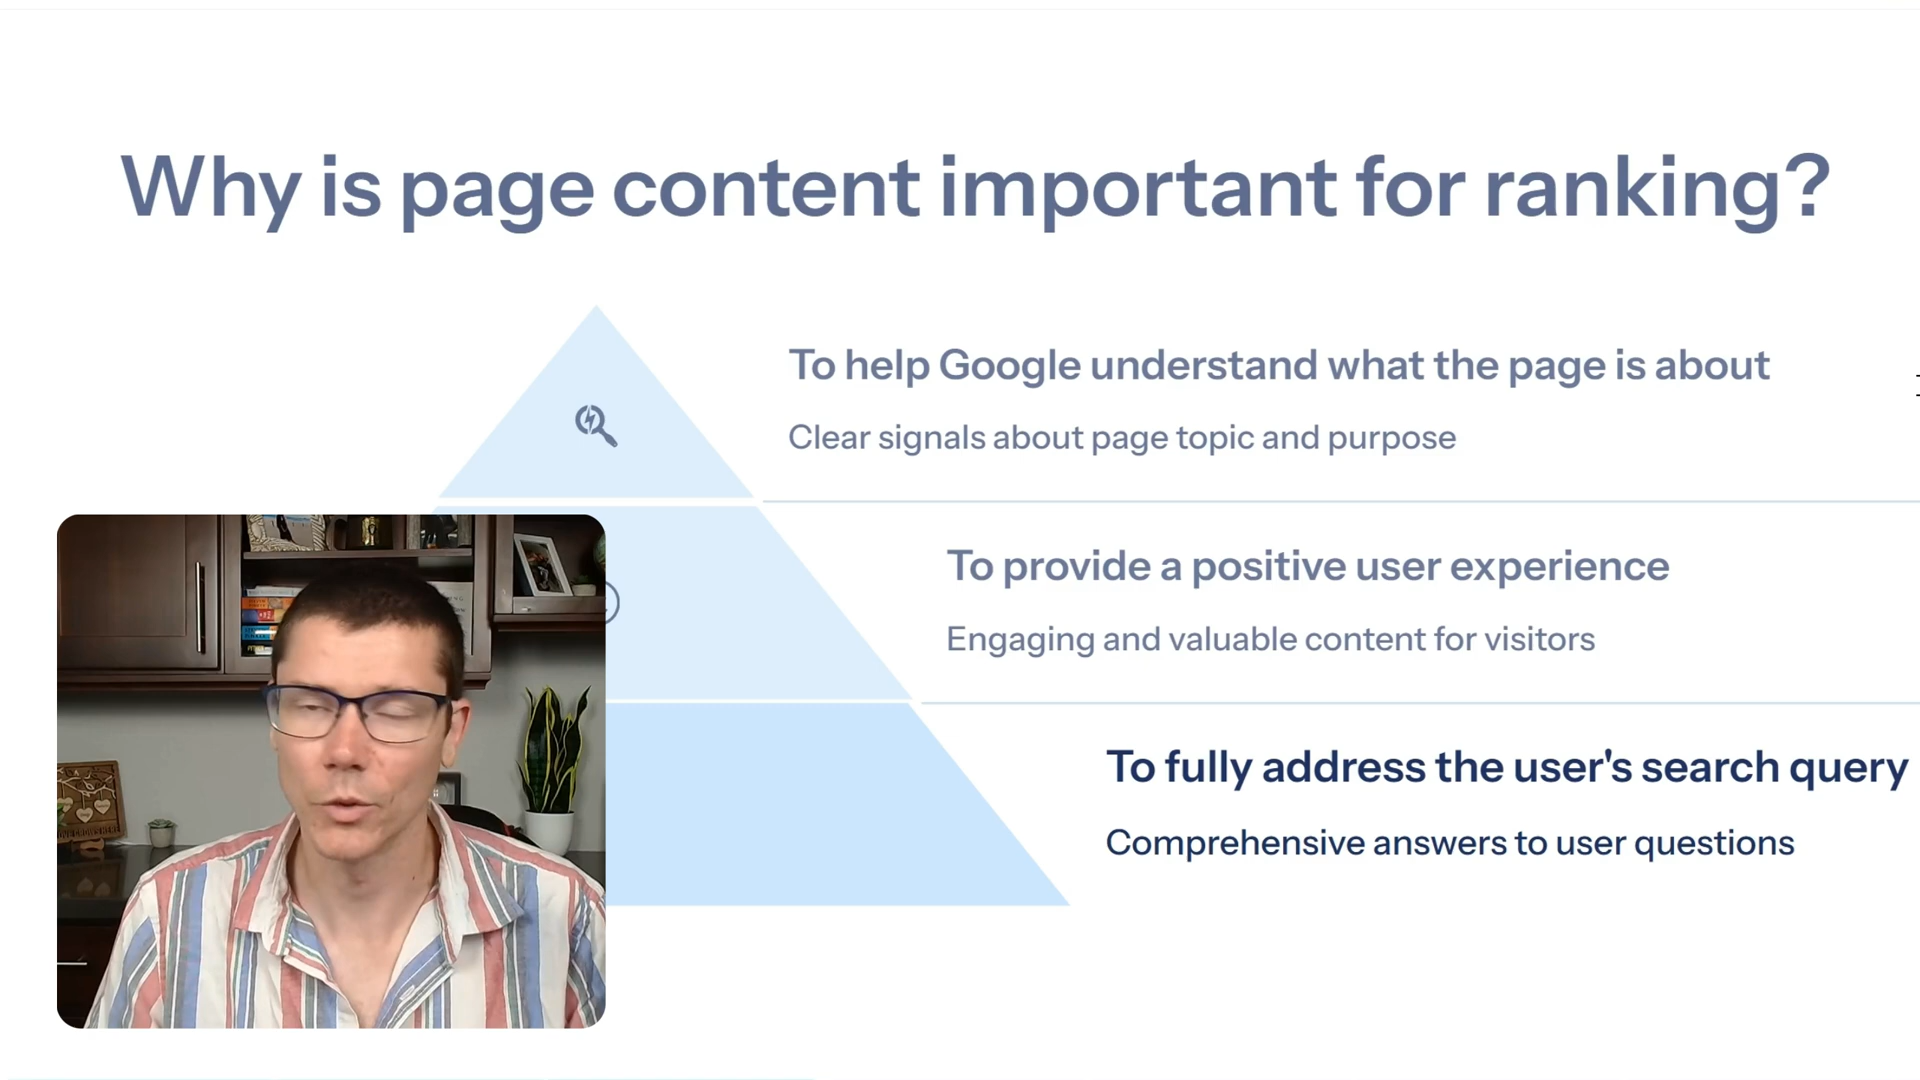 Why is page content important for ranking?
To help Google understand what the page is about
Clear signals about page topic and purpose
To provide a positive user experience
Engaging and valuable content for visitors
To fully address the user's search query
Comprehensive answers to user questions